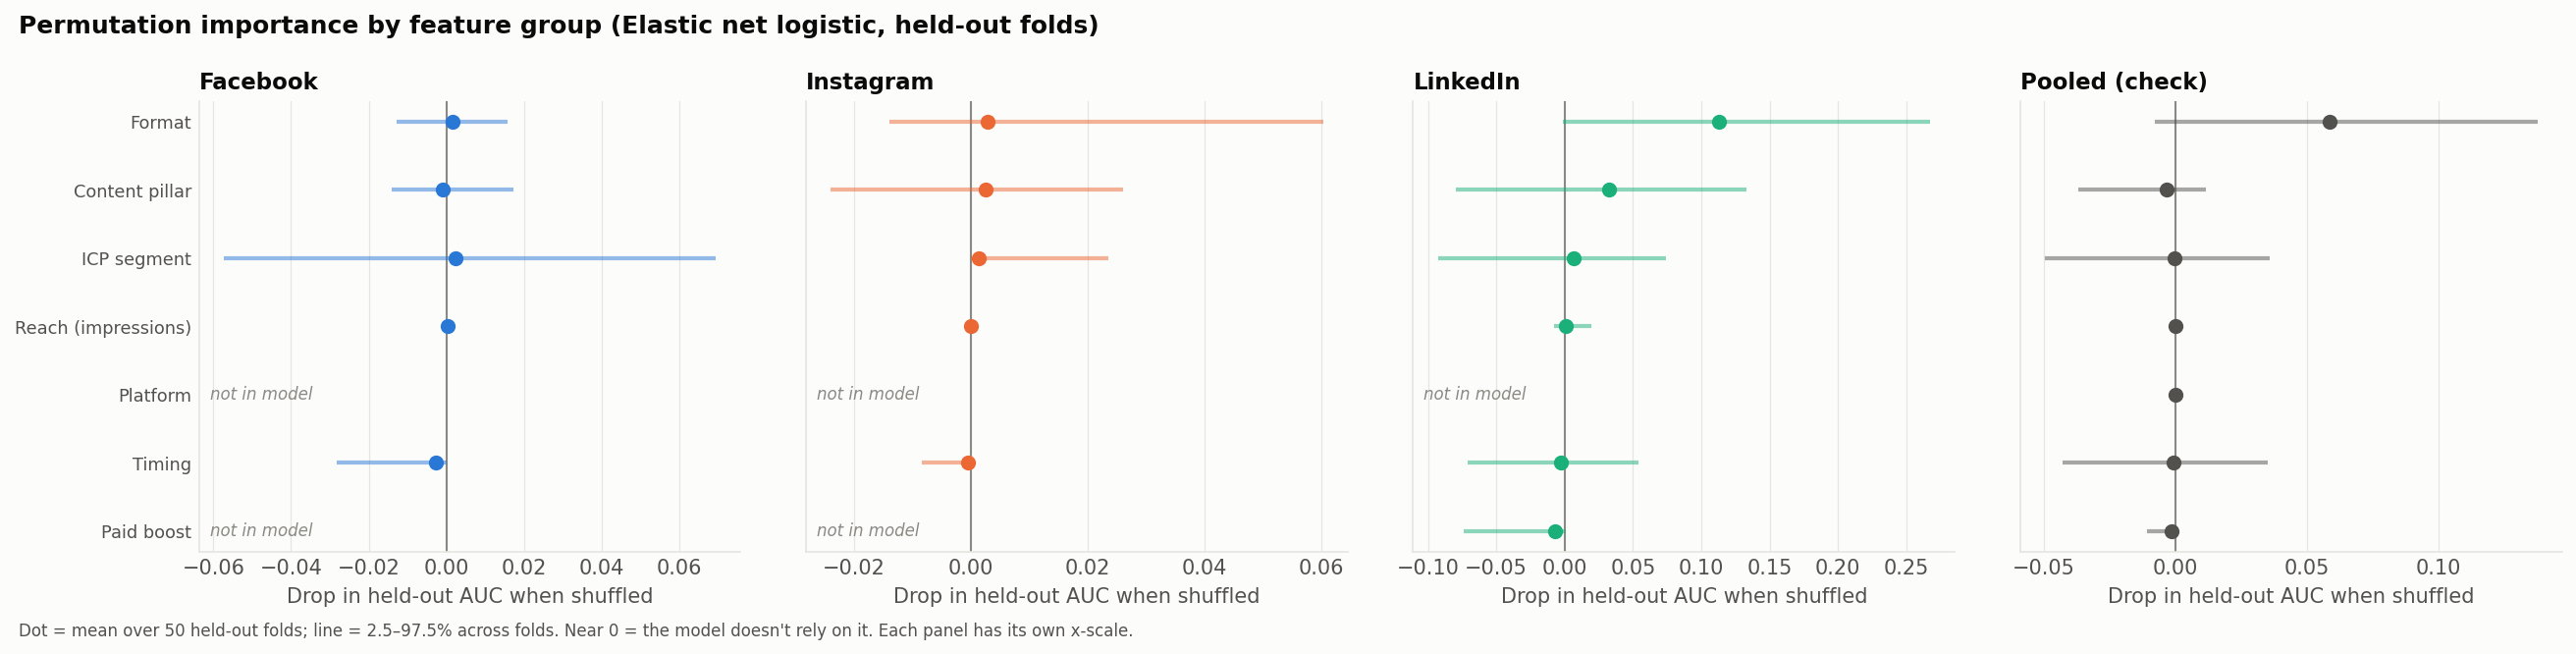 Permutation importance by feature group (Elastic net logistic, held-out folds)
Facebook
Instagram
LinkedIn
Pooled (check)
Format
Content pillar
ICP segment
Reach (impressions)
Platform
not in model
not in model
not in model
Timing
Paid boost
not in model
not in model
−0.06 −0.04 −0.02 0.00 0.02 0.04 0.06
−0.02 0.00 0.02 0.04 0.06
−0.10 −0.05 0.00 0.05 0.10 0.15 0.20 0.25
−0.05 0.00 0.05 0.10
Drop in held-out AUC when shuffled
Drop in held-out AUC when shuffled
Drop in held-out AUC when shuffled
Drop in held-out AUC when shuffled
Dot = mean over 50 held-out folds; line = 2.5–97.5% across folds. Near 0 = the model doesn't rely on it. Each panel has its own x-scale.